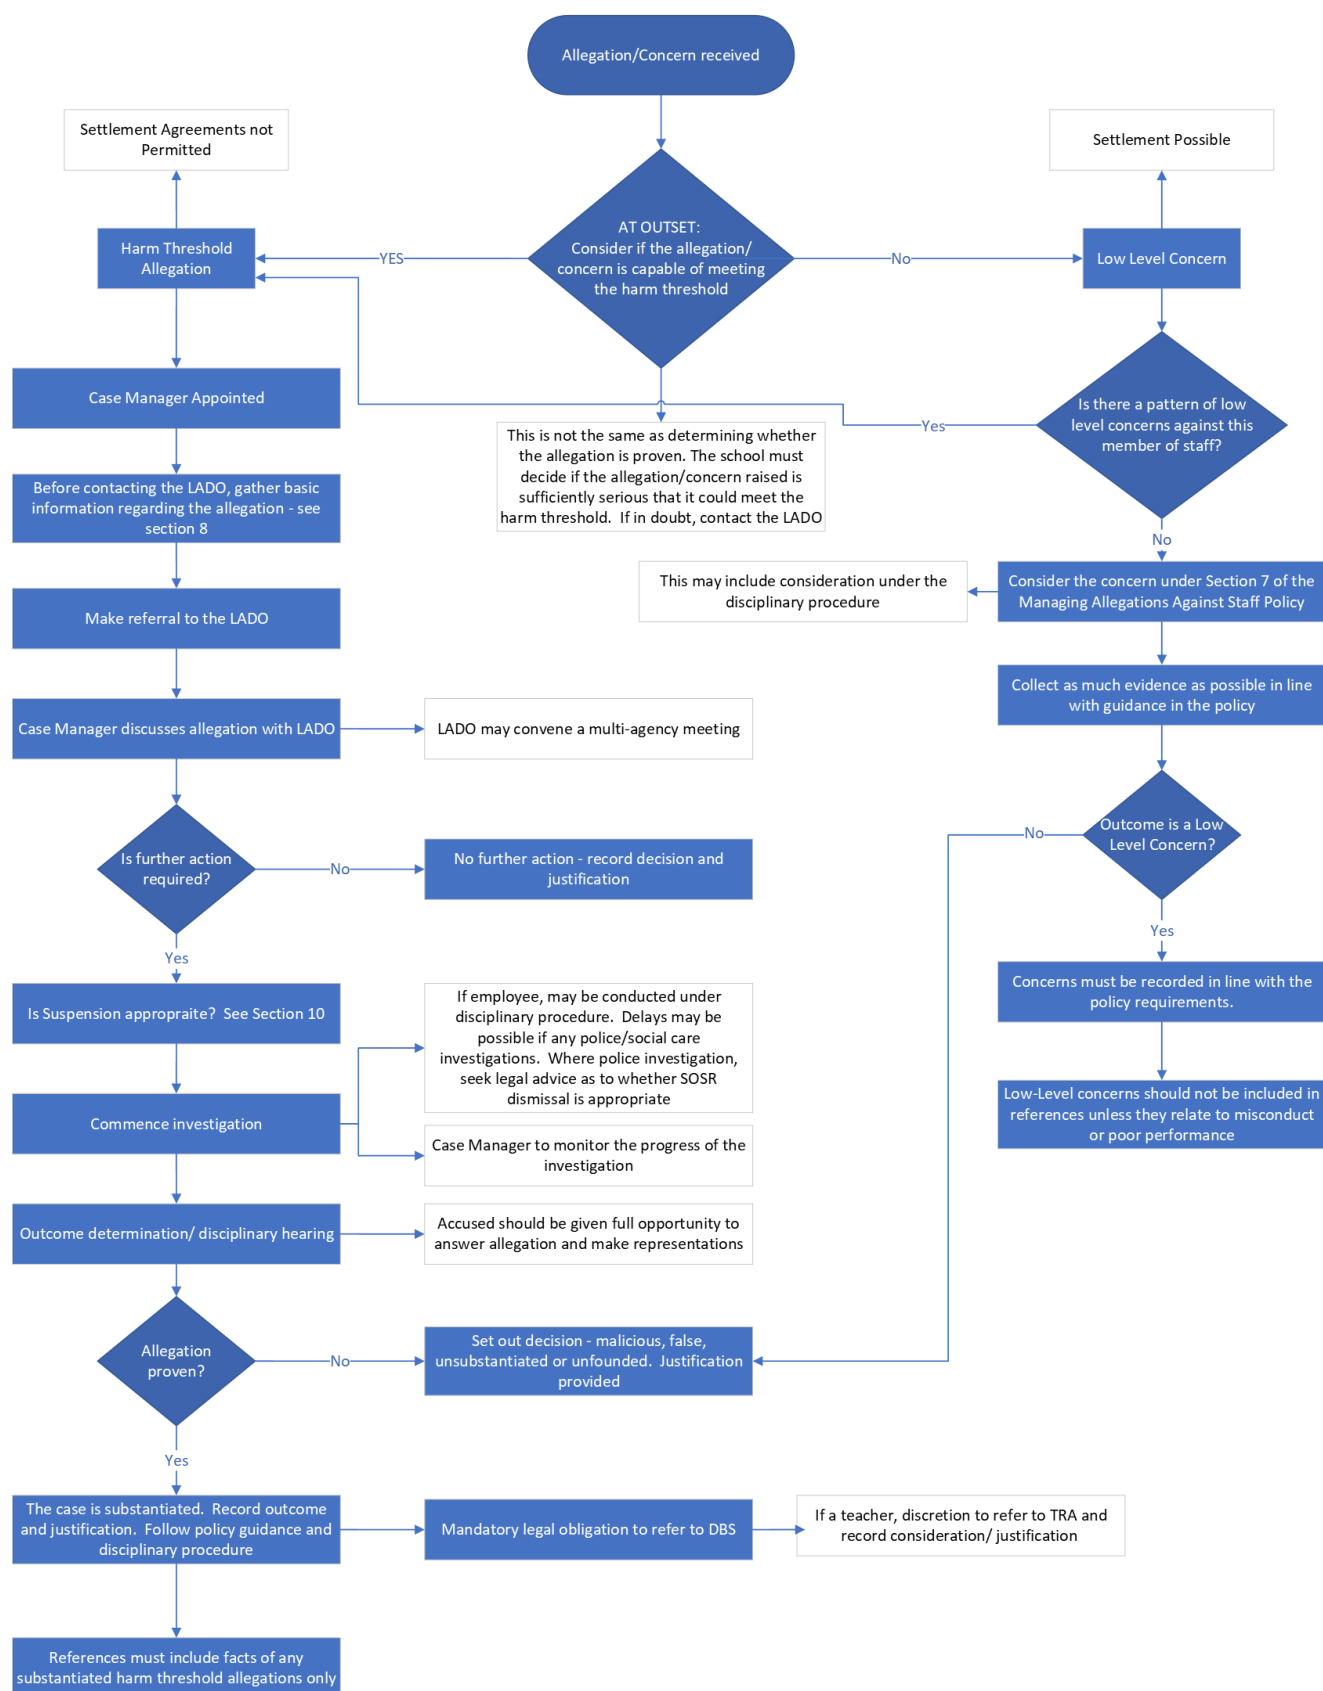 Allegation/Concern received
Settlement Agreements not
Permitted
Settlement Possible
AT OUTSET:
Consider if the allegation/
concern is capable of meeting
the harm threshold
Harm Threshold
Allegation
YES
No
Low Level Concern
Case Manager Appointed
Is there a pattern of low
level concerns against this
member of staff?
Yes
This is not the same as determining whether
the allegation is proven. The school must
decide if the allegation/concern raised is
sufficiently serious that it could meet the
harm threshold. If in doubt, contact the LADO
Before contacting the LADO, gather basic
information regarding the allegation - see
section 8
No
This may include consideration under the
disciplinary procedure
Consider the concern under Section 7 of the
Managing Allegations Against Staff Policy
Make referral to the LADO
Collect as much evidence as possible in line
with guidance in the policy
Case Manager discusses allegation with LADO
LADO may convene a multi-agency meeting
Outcome is a Low
Level Concern?
No
Is further action
required?
No
No further action - record decision and
justification
Yes
Yes
Concerns must be recorded in line with the
policy requirements.
Is Suspension appropraite? See Section 10
If employee, may be conducted under
disciplinary procedure. Delays may be
possible if any police/social care
investigations. Where police investigation,
seek legal advice as to whether SOSR
dismissal is appropriate
Low-Level concerns should not be included in
references unless they relate to misconduct
or poor performance
Commence investigation
Case Manager to monitor the progress of the
investigation
Outcome determination/ disciplinary hearing
Accused should be given full opportunity to
answer allegation and make representations
Allegation
proven?
No
Set out decision - malicious, false,
unsubstantiated or unfounded. Justification
provided
Yes
The case is substantiated. Record outcome
and justification. Follow policy guidance and
disciplinary procedure
Mandatory legal obligation to refer to DBS
If a teacher, discretion to refer to TRA and
record consideration/ justification
References must include facts of any
substantiated harm threshold allegations only